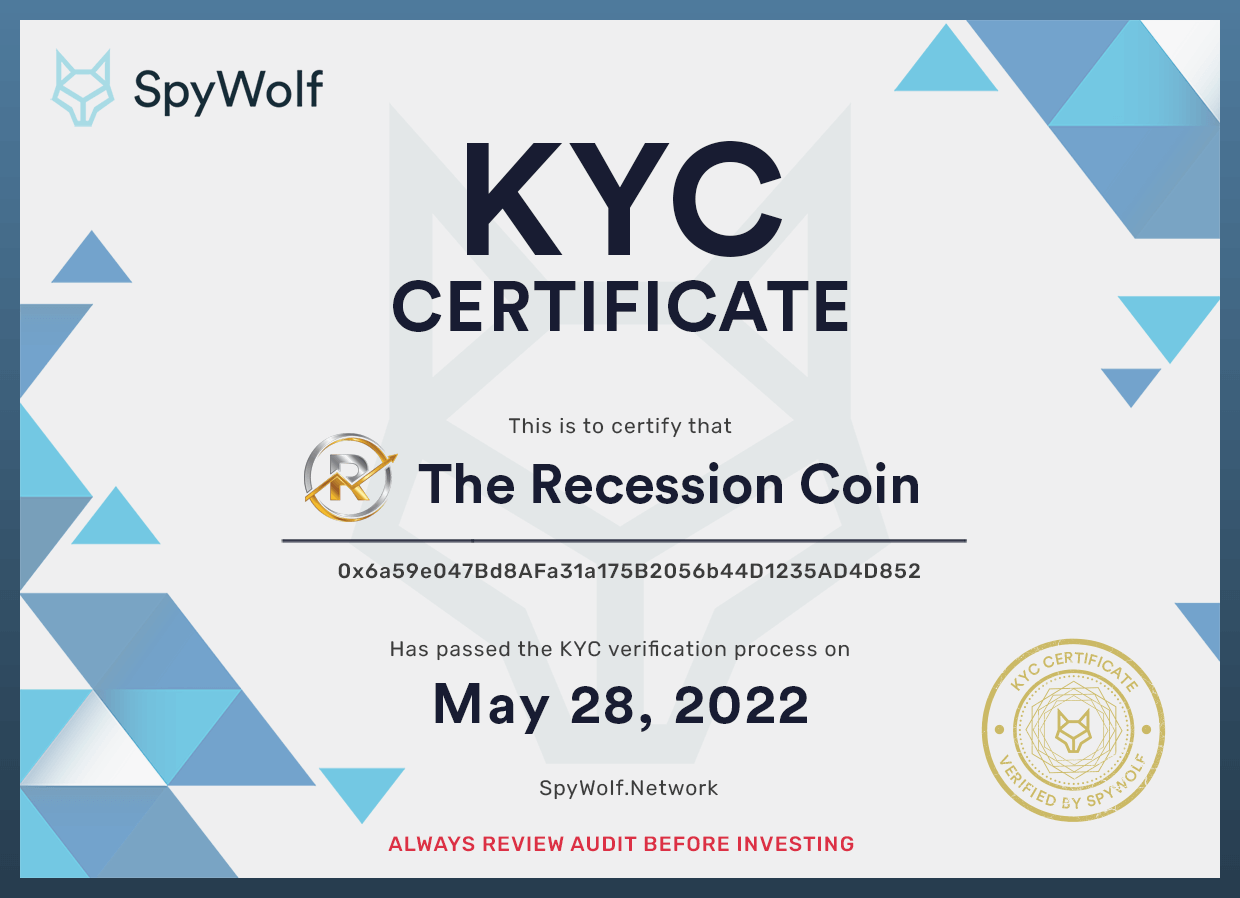 SpyWolf
KYC
CERTIFICATE
This is to certify that
The Recession Coin
0x6a59e047Bd8AFa31a175B2056b44D1235AD4D852
Has passed the KYC verification process on
May 28, 2022
SpyWolf.Network
ALWAYS REVIEW AUDIT BEFORE INVESTING
KYC CERTIFICATE
VERIFIED BY SPYWOLF